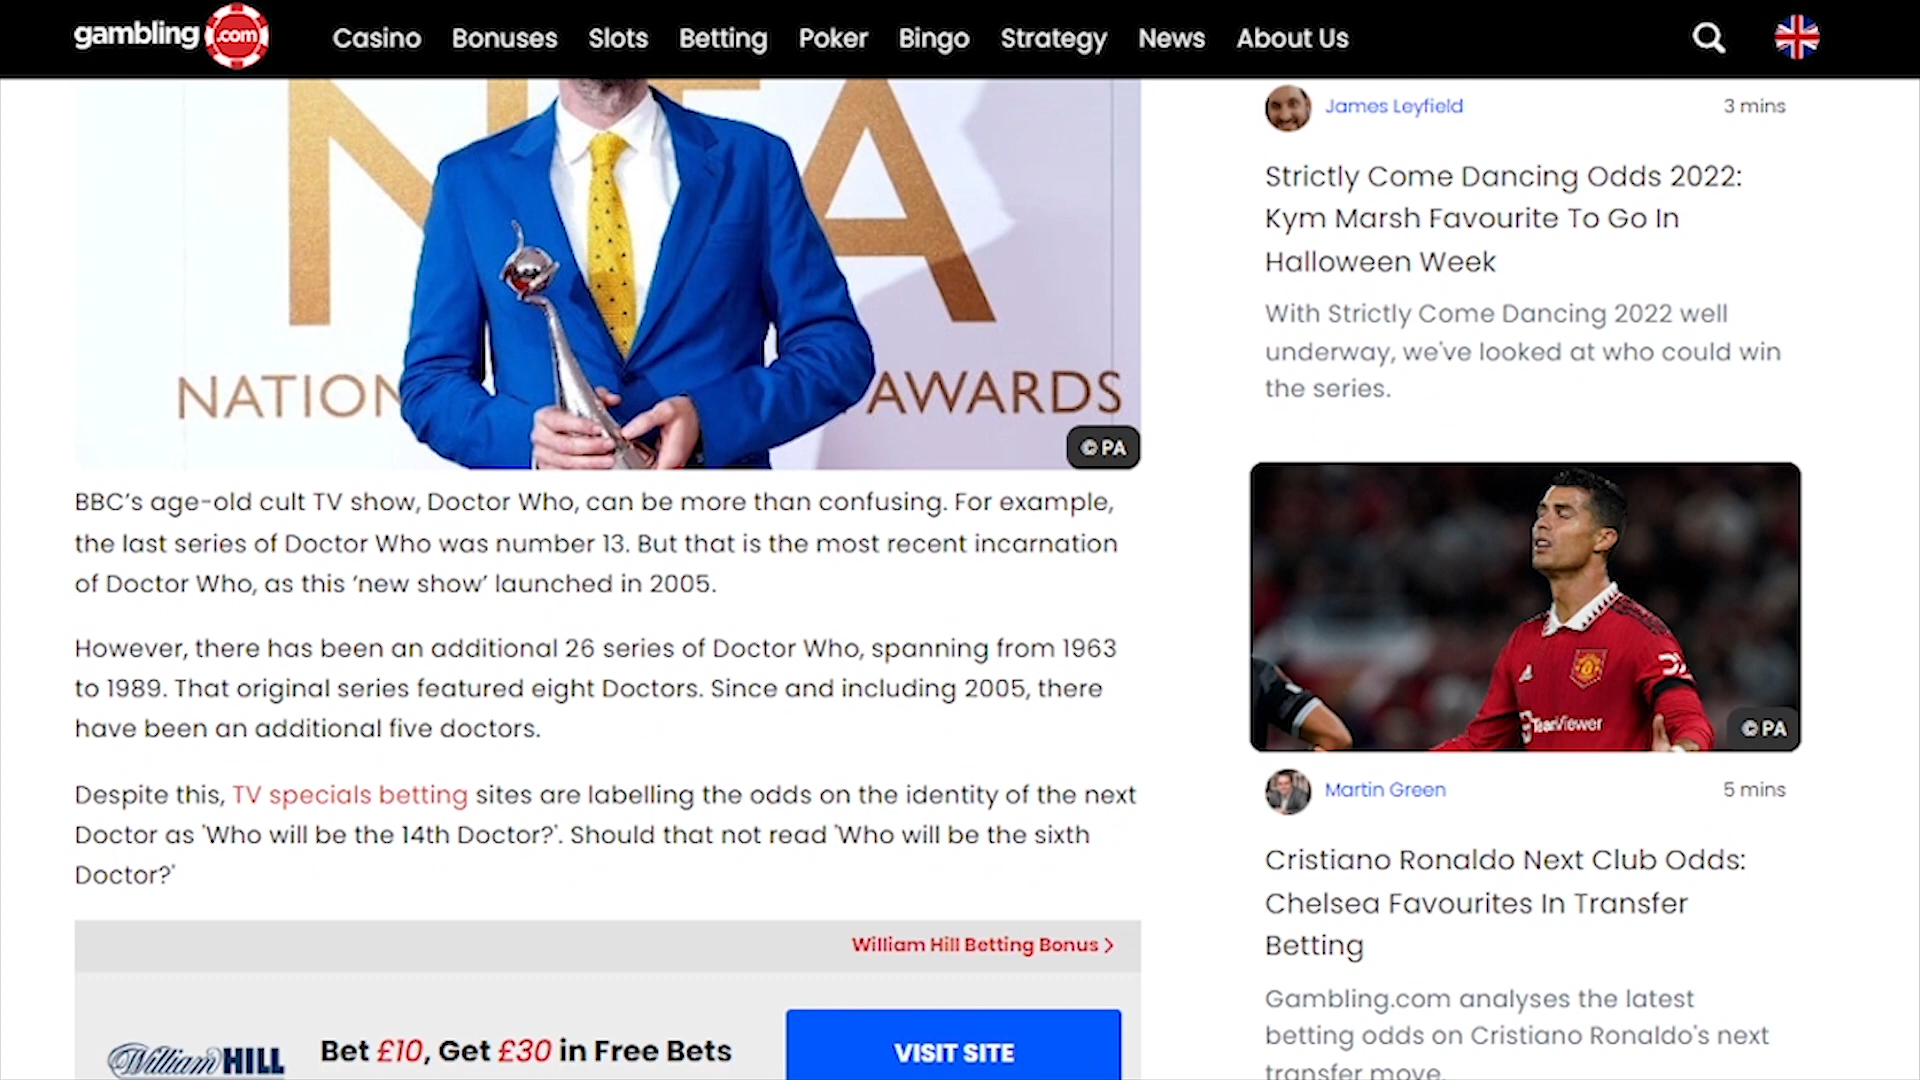 gambling.com
Casino Bonuses Slots Betting Poker Bingo Strategy News About Us
NATION AWARDS
© PA
BBC’s age-old cult TV show, Doctor Who, can be more than confusing. For example,
the last series of Doctor Who was number 13. But that is the most recent incarnation
of Doctor Who, as this ‘new show’ launched in 2005.
However, there has been an additional 26 series of Doctor Who, spanning from 1963
to 1989. That original series featured eight Doctors. Since and including 2005, there
have been an additional five doctors.
Despite this, TV specials betting sites are labelling the odds on the identity of the next
Doctor as 'Who will be the 14th Doctor?'. Should that not read 'Who will be the sixth
Doctor?'
William Hill Betting Bonus
William HILL
Bet £10, Get £30 in Free Bets
VISIT SITE
James Leyfield 3 mins
Strictly Come Dancing Odds 2022:
Kym Marsh Favourite To Go In
Halloween Week
With Strictly Come Dancing 2022 well
underway, we've looked at who could win
the series.
TeamViewer
© PA
Martin Green 5 mins
Cristiano Ronaldo Next Club Odds:
Chelsea Favourites In Transfer
Betting
Gambling.com analyses the latest
betting odds on Cristiano Ronaldo's next
transfer move.